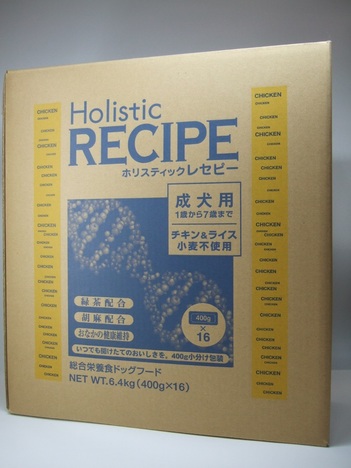 Holistic
RECIPE
ホリスティックレセピー
成犬用
1歳から7歳まで
チキン&ライス
小麦不使用
緑茶配合
胡麻配合
おなかの健康維持
400g
×
16
いつでも開けたてのおいしさを。400g小分け包装
総合栄養食ドッグフード
NET WT.6.4kg(400g×16)
CHICKEN
CHICKEN
CHICKEN
CHICKEN
CHICKEN
CHICKEN
CHICKEN
CHICKEN